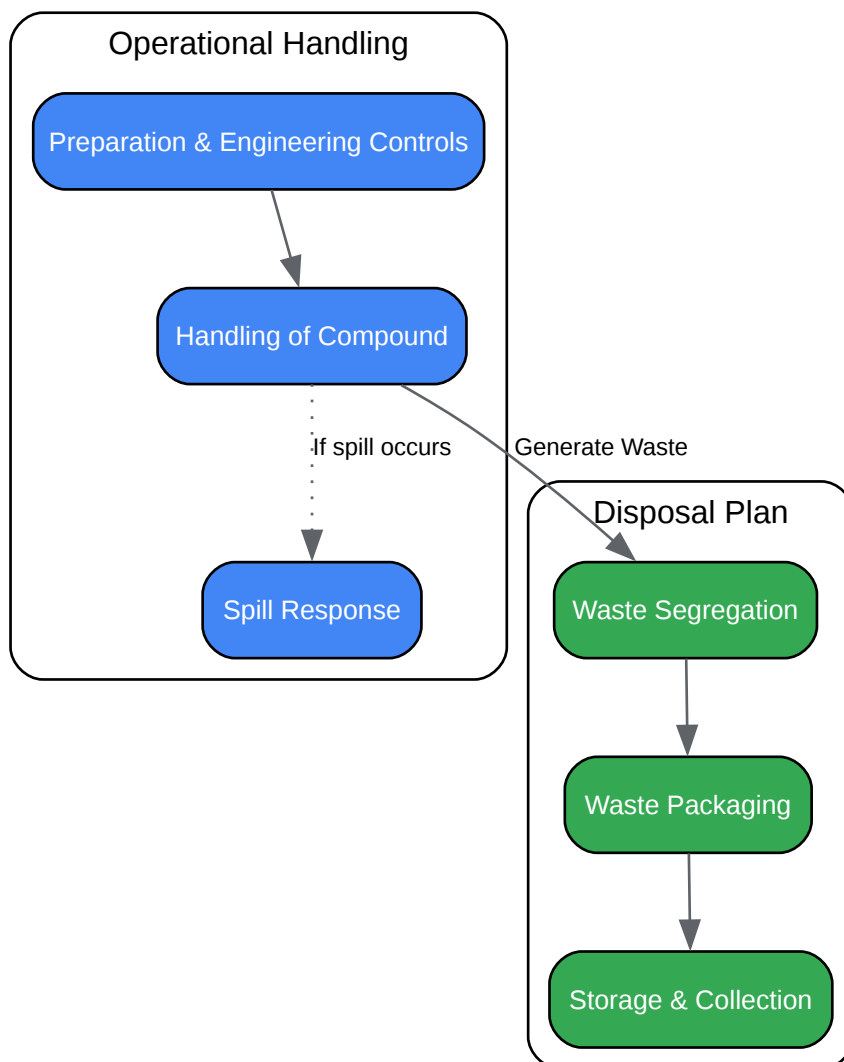 Operational Handling
Preparation & Engineering Controls
Handling of Compound
If spill occurs
Generate Waste
Disposal Plan
Spill Response
Waste Segregation
Waste Packaging
Storage & Collection